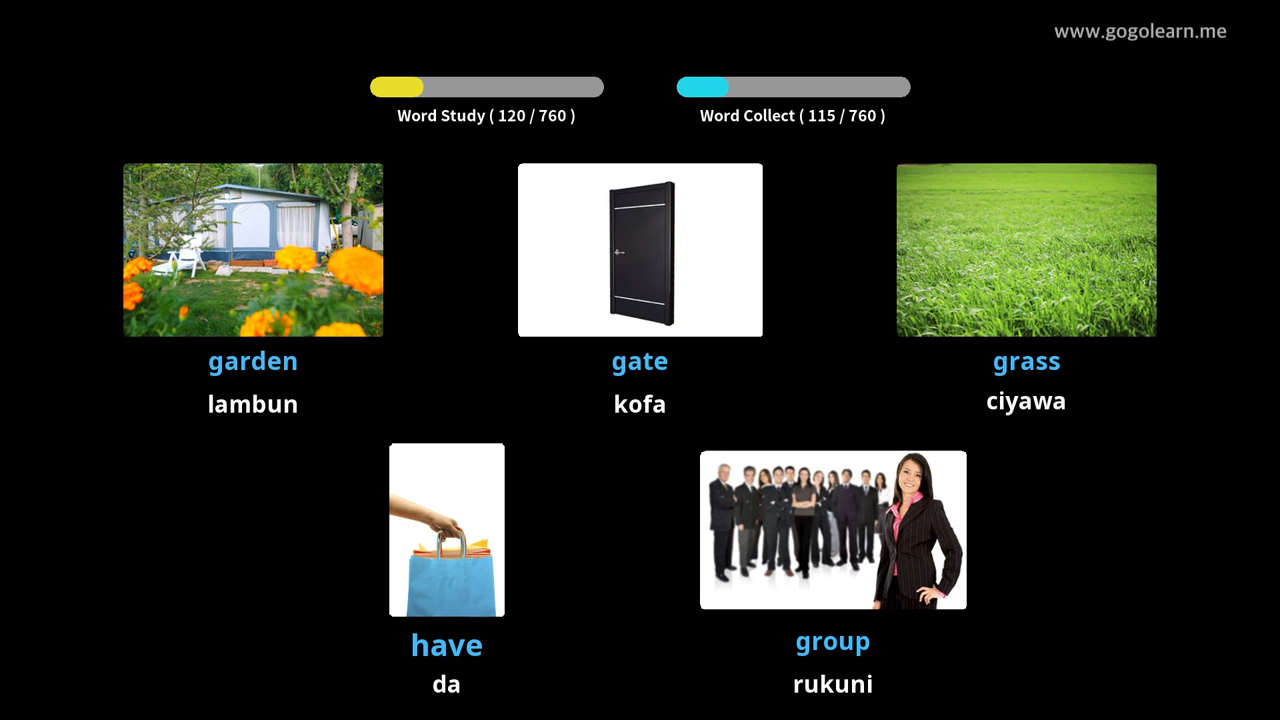 www.gogolearn.me
Word Study ( 120 / 760 )
Word Collect ( 115 / 760 )
garden
lambun
gate
kofa
grass
ciyawa
have
da
group
rukuni